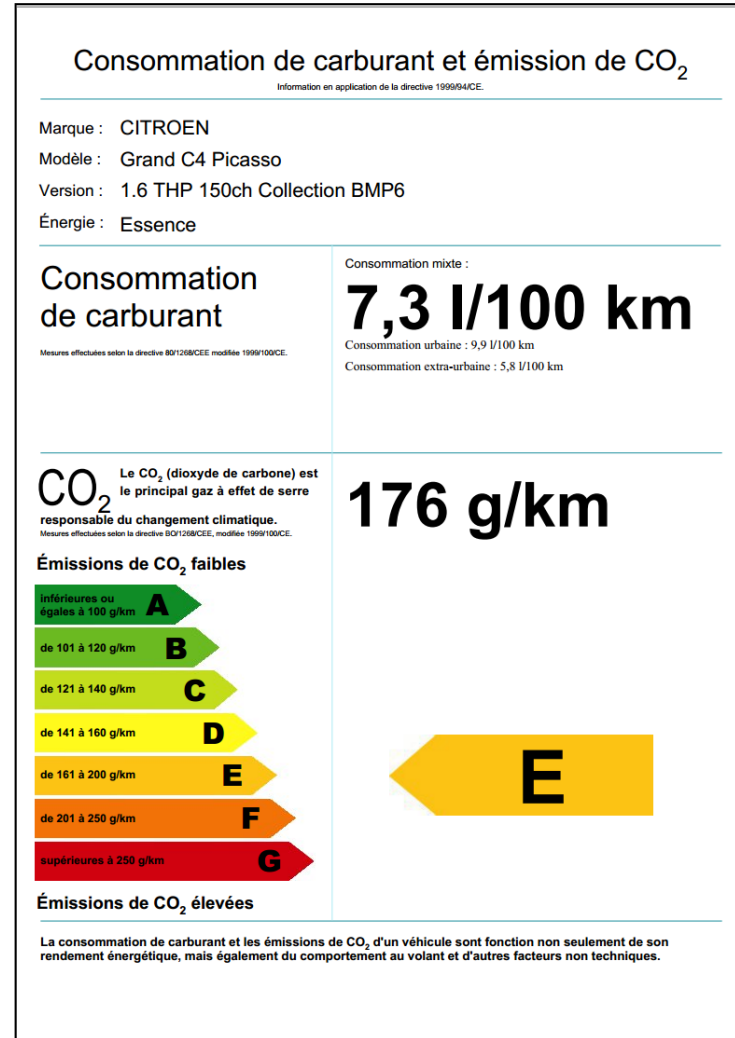 Consommation de carburant et émission de CO2
Information en application de la directive 1999/94/CE.
Marque : CITROEN
Modèle : Grand C4 Picasso
Version : 1.6 THP 150ch Collection BMP6
Énergie : Essence
Consommation
de carburant
Mesures effectuées selon la directive 80/1268/CEE modifiée 1999/100/CE.
Consommation mixte :
7,3 l/100 km
Consommation urbaine : 9,9 l/100 km
Consommation extra-urbaine : 5,8 l/100 km
CO2 Le CO2 (dioxyde de carbone) est
le principal gaz à effet de serre
responsable du changement climatique.
Mesures effectuées selon la directive BO/1268/CEE, modifiée 1999/100/CE.
176 g/km
Émissions de CO2 faibles
inférieures ou
égales à 100 g/km A
de 101 à 120 g/km B
de 121 à 140 g/km C
de 141 à 160 g/km D
de 161 à 200 g/km E
de 201 à 250 g/km F
supérieures à 250 g/km G
E
Émissions de CO2 élevées
La consommation de carburant et les émissions de CO2 d'un véhicule sont fonction non seulement de son
rendement énergétique, mais également du comportement au volant et d'autres facteurs non techniques.